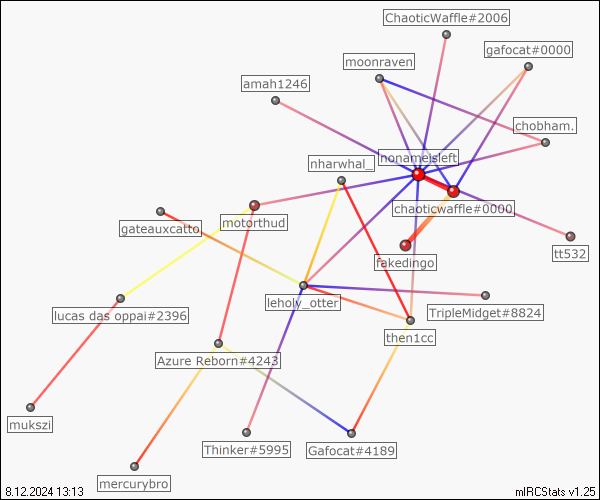 ChaoticWaffle#2006
gafocat#0000
moonraven
amah1246
chobham.
nonameisleft
nharwhal_
chaoticwaffle#0000
gateauxcatto
motorthud
tt532
fakedingo
leholy_otter
TripleMidget#8824
lucas das oppai#2396
then1cc
Azure Reborn#4243
mukszi
Thinker#5995
Gafocat#4189
mercurybro
8.12.2024 13:13
mIRCStats v1.25